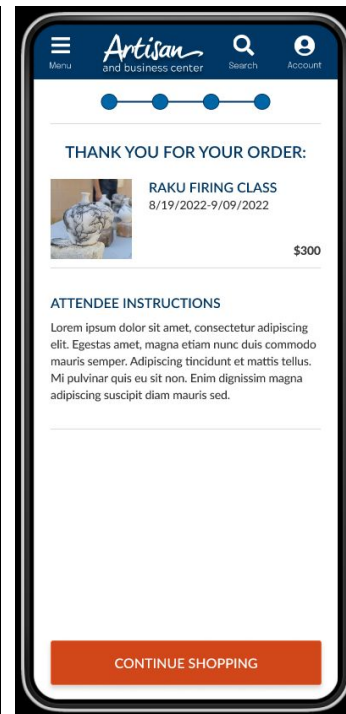 Menu
Artisan
and business center
Search
Account
THANK YOU FOR YOUR ORDER:
RAKU FIRING CLASS
8/19/2022-9/09/2022
$300
ATTENDEE INSTRUCTIONS
Lorem ipsum dolor sit amet, consectetur adipiscing
elit. Egestas amet, magna etiam nunc duis commodo
mauris semper. Adipiscing tincidunt et mattis tellus.
Mi pulvinar quis eu sit non. Enim dignissim magna
adipiscing suscipit diam mauris sed.
CONTINUE SHOPPING